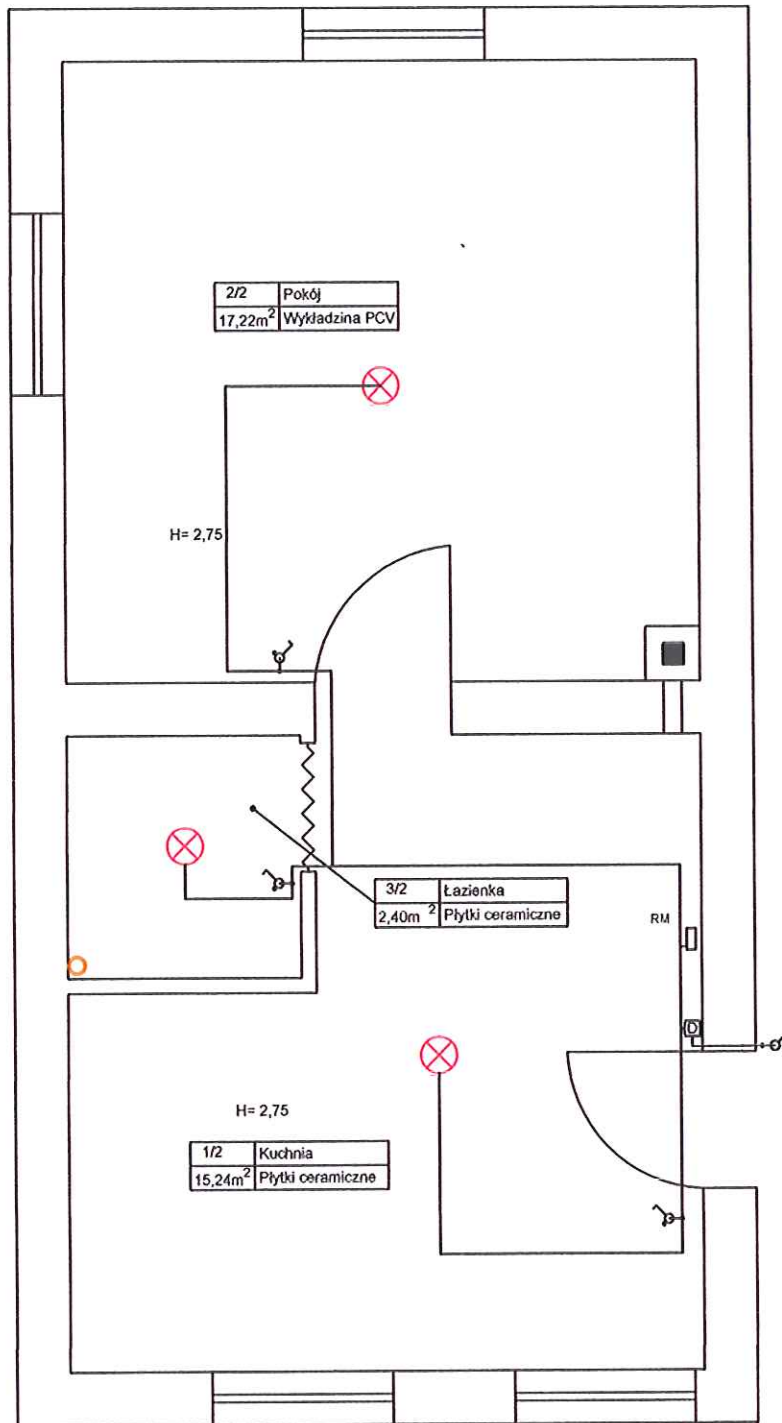 2/2 Pokój
17,22m² Wykładzina PCV
H= 2,75
3/2 Łazienka
2,40m ² Płytki ceramiczne
RM
D
H= 2,75
1/2 Kuchnia
15,24m² Płytki ceramiczne